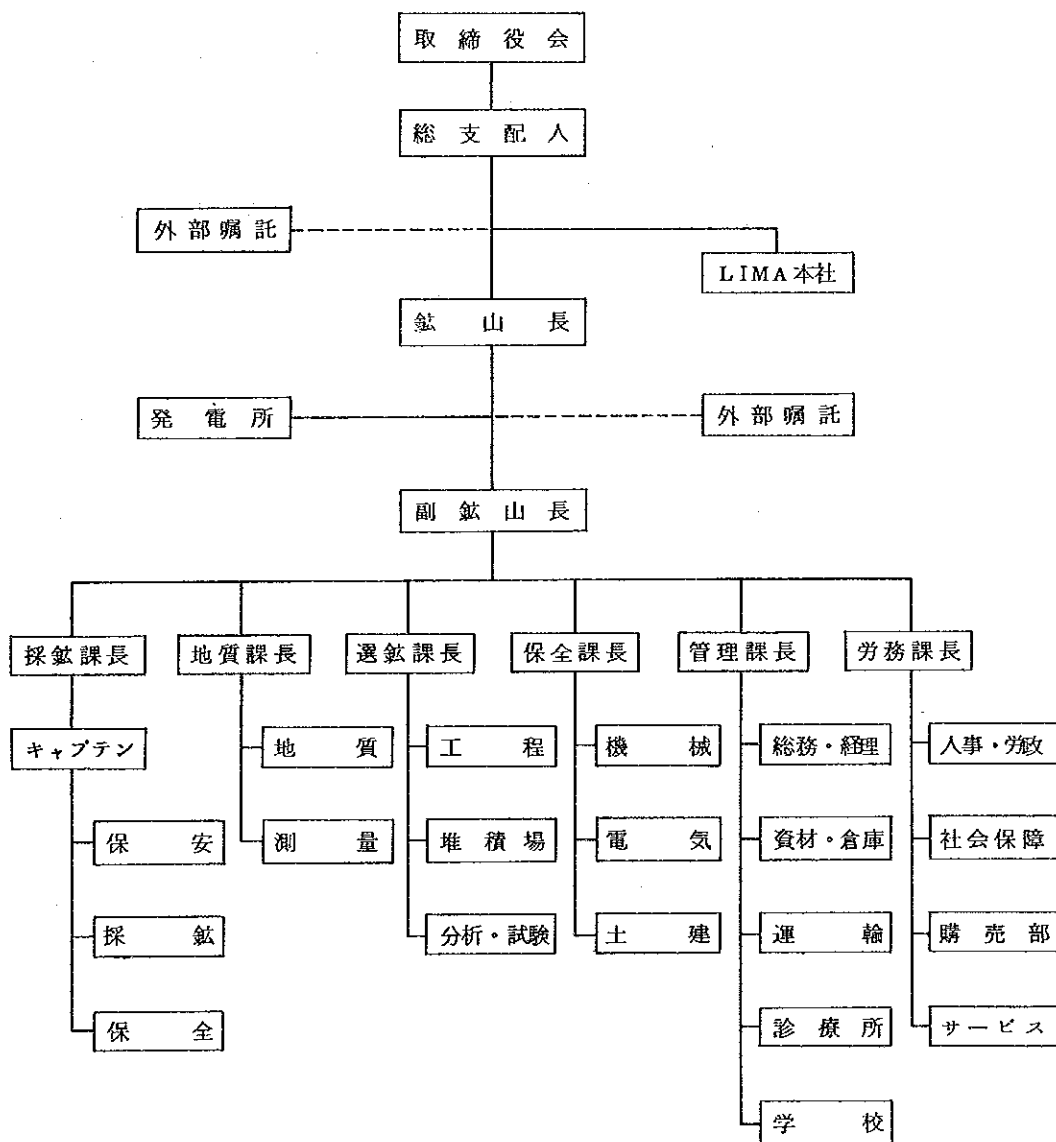 取締役会
総支配人
外部嘱託
LIMA本社
鉱山長
発電所
外部嘱託
副鉱山長
採鉱課長 地質課長 選鉱課長 保全課長 管理課長 労務課長
キャプテン 地質 工程 機械 総務・経理 人事・労政
保安 測量 堆積場 電気 資材・倉庫 社会保障
採鉱 分析・試験 土建 運輸 購売部
保全 診療所 サービス
学校